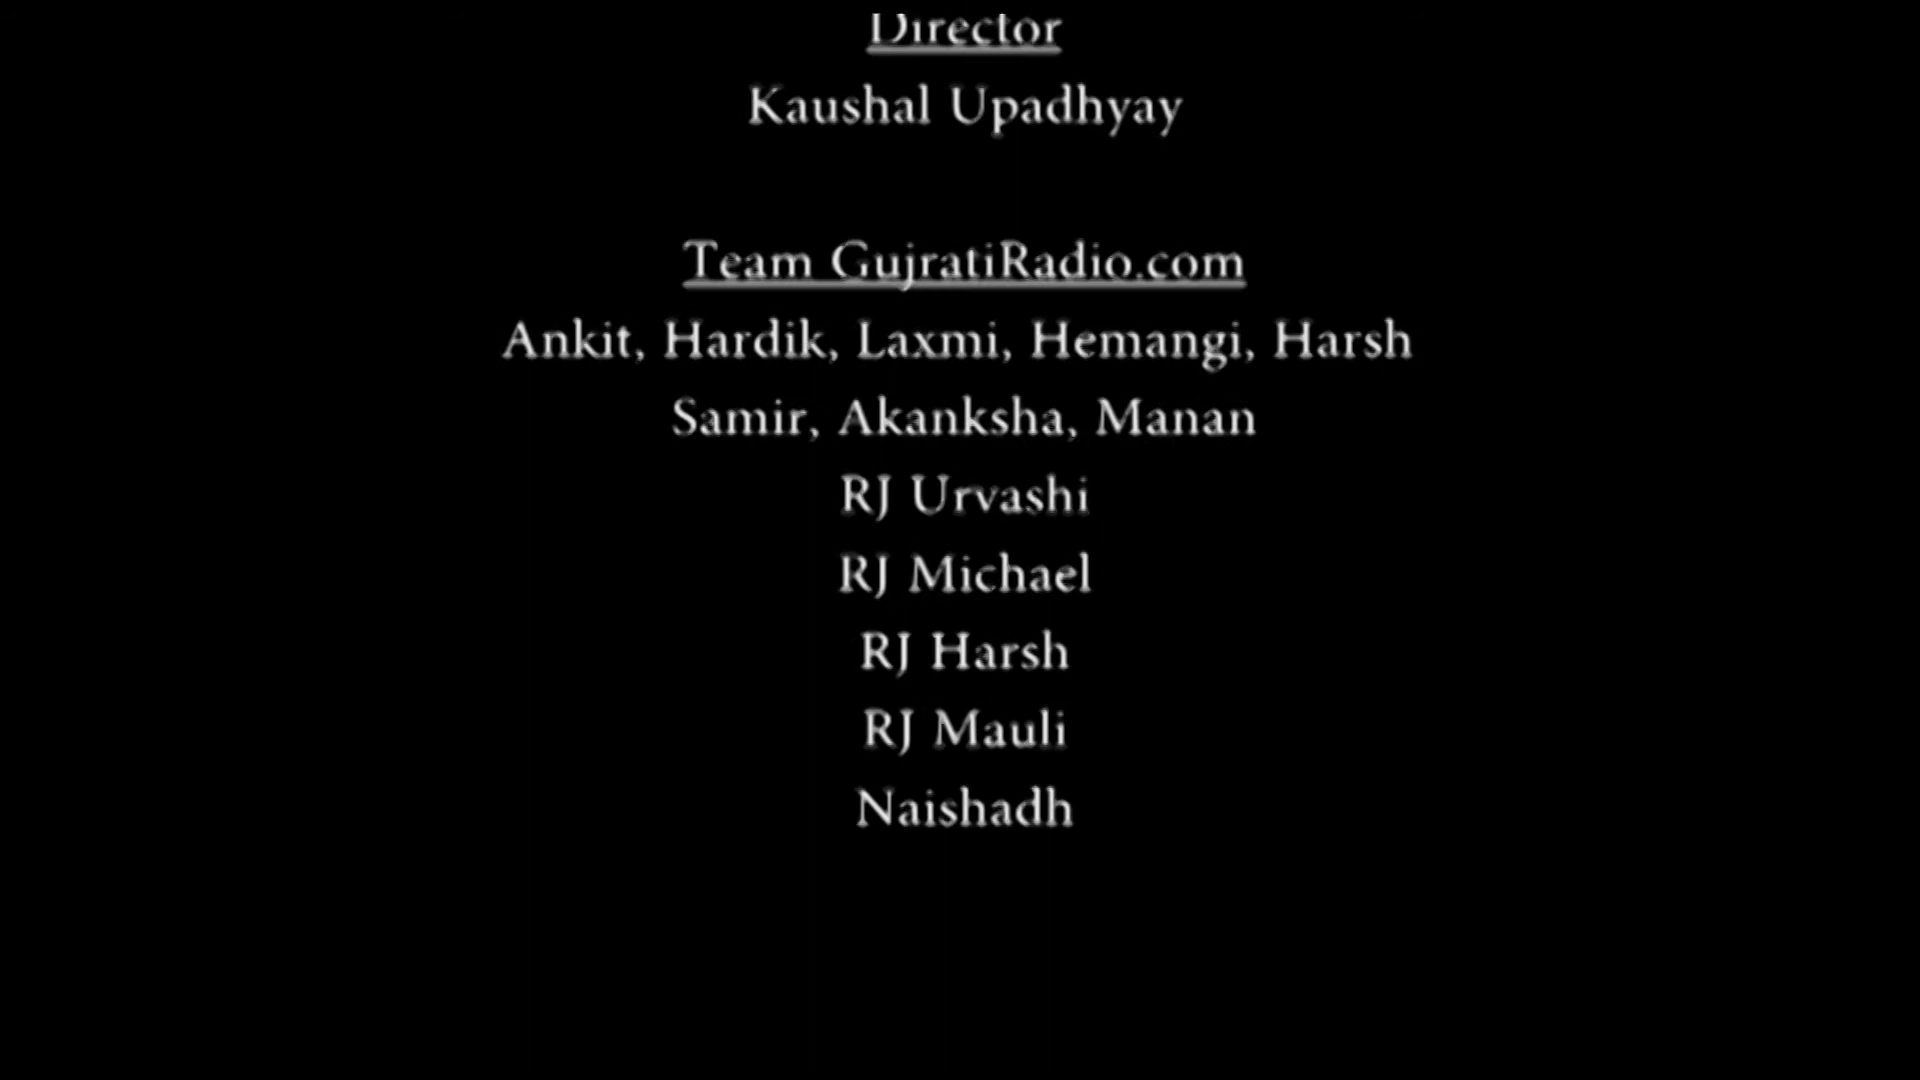 Director
Kaushal Upadhyay
Team GujratiRadio.com
Ankit, Hardik, Laxmi, Hemangi, Harsh
Samir, Akanksha, Manan
RJ Urvashi
RJ Michael
RJ Harsh
RJ Mauli
Naishadh